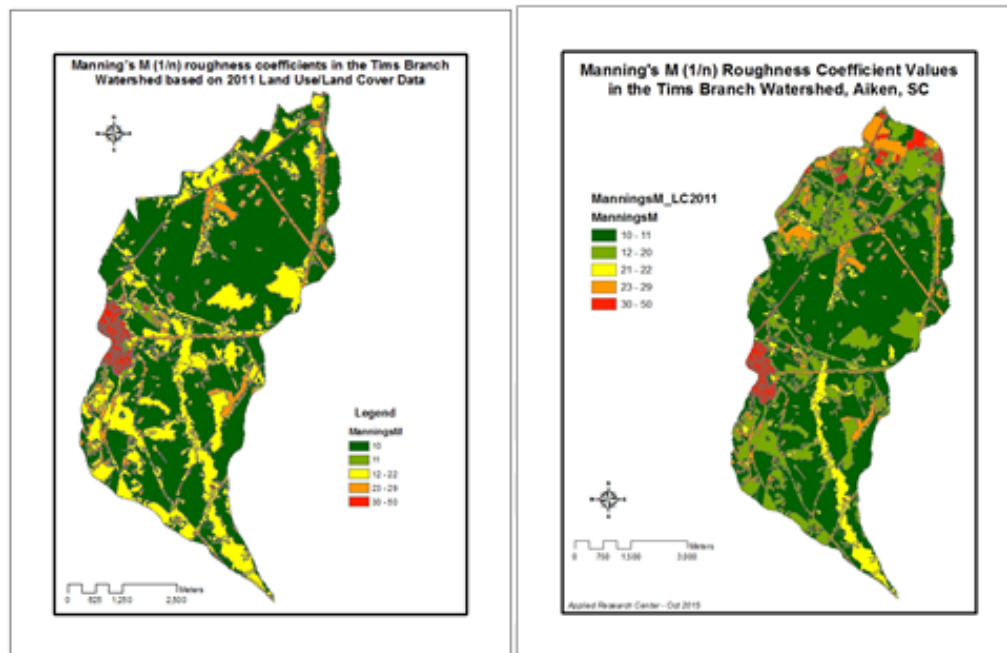 Manning's M (1/n) roughness coefficients in the Tims Branch
Watershed based on 2011 Land Use/Land Cover Data
Legend
ManningsM
10
11
12 - 22
23 - 29
30 - 50
Meters
0 625 1,250 2,500
Manning's M (1/n) Roughness Coefficient Values
in the Tims Branch Watershed, Aiken, SC
ManningsM_LC2011
ManningsM
10 - 11
12 - 20
21 - 22
23 - 29
30 - 50
Meters
0 750 1,500 3,000
Applied Research Center - Oct 2015